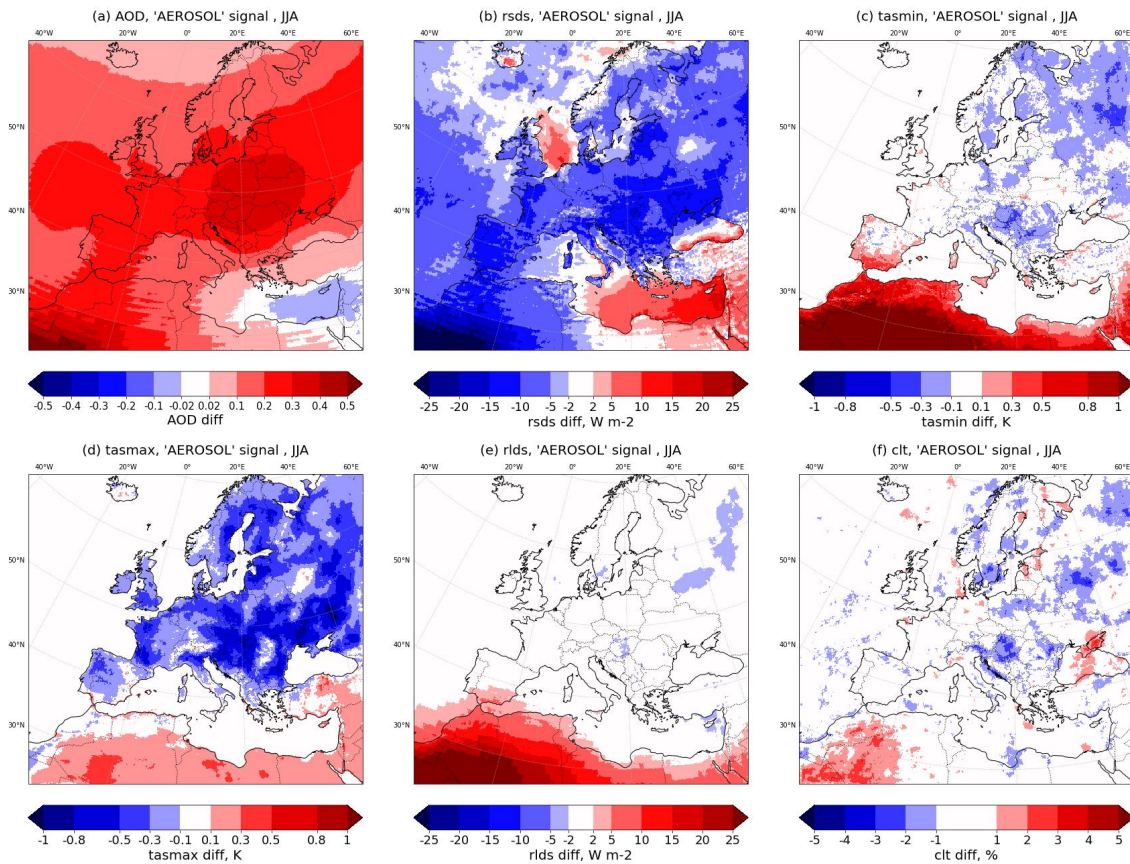 (a) AOD, 'AEROSOL' signal , JJA
40°W 20°W 0° 20°E 40°E 60°E
50°N
40°N
30°N
-0.5 -0.4 -0.3 -0.2 -0.1 -0.02 0.02 0.1 0.2 0.3 0.4 0.5
AOD diff
(b) rsds, 'AEROSOL' signal , JJA
40°W 20°W 0° 20°E 40°E 60°E
50°N
40°N
30°N
-25 -20 -15 -10 -5 -2 2 5 10 15 20 25
rsds diff, W m-2
(c) tasmin, 'AEROSOL' signal , JJA
40°W 20°W 0° 20°E 40°E 60°E
50°N
40°N
30°N
-1 -0.8 -0.5 -0.3 -0.1 0.1 0.3 0.5 0.8 1
tasmin diff, K
(d) tasmax, 'AEROSOL' signal , JJA
40°W 20°W 0° 20°E 40°E 60°E
50°N
40°N
30°N
-1 -0.8 -0.5 -0.3 -0.1 0.1 0.3 0.5 0.8 1
tasmax diff, K
(e) rlds, 'AEROSOL' signal , JJA
40°W 20°W 0° 20°E 40°E 60°E
50°N
40°N
30°N
-25 -20 -15 -10 -5 -2 2 5 10 15 20 25
rlds diff, W m-2
(f) clt, 'AEROSOL' signal , JJA
40°W 20°W 0° 20°E 40°E 60°E
50°N
40°N
30°N
-5 -4 -3 -2 -1 1 2 3 4 5
clt diff, %